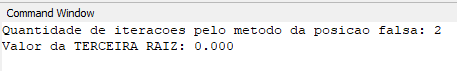 Command Window
Quantidade de iteracoes pelo metodo da posicao falsa: 2
Valor da TERCEIRA RAIZ: 0.000